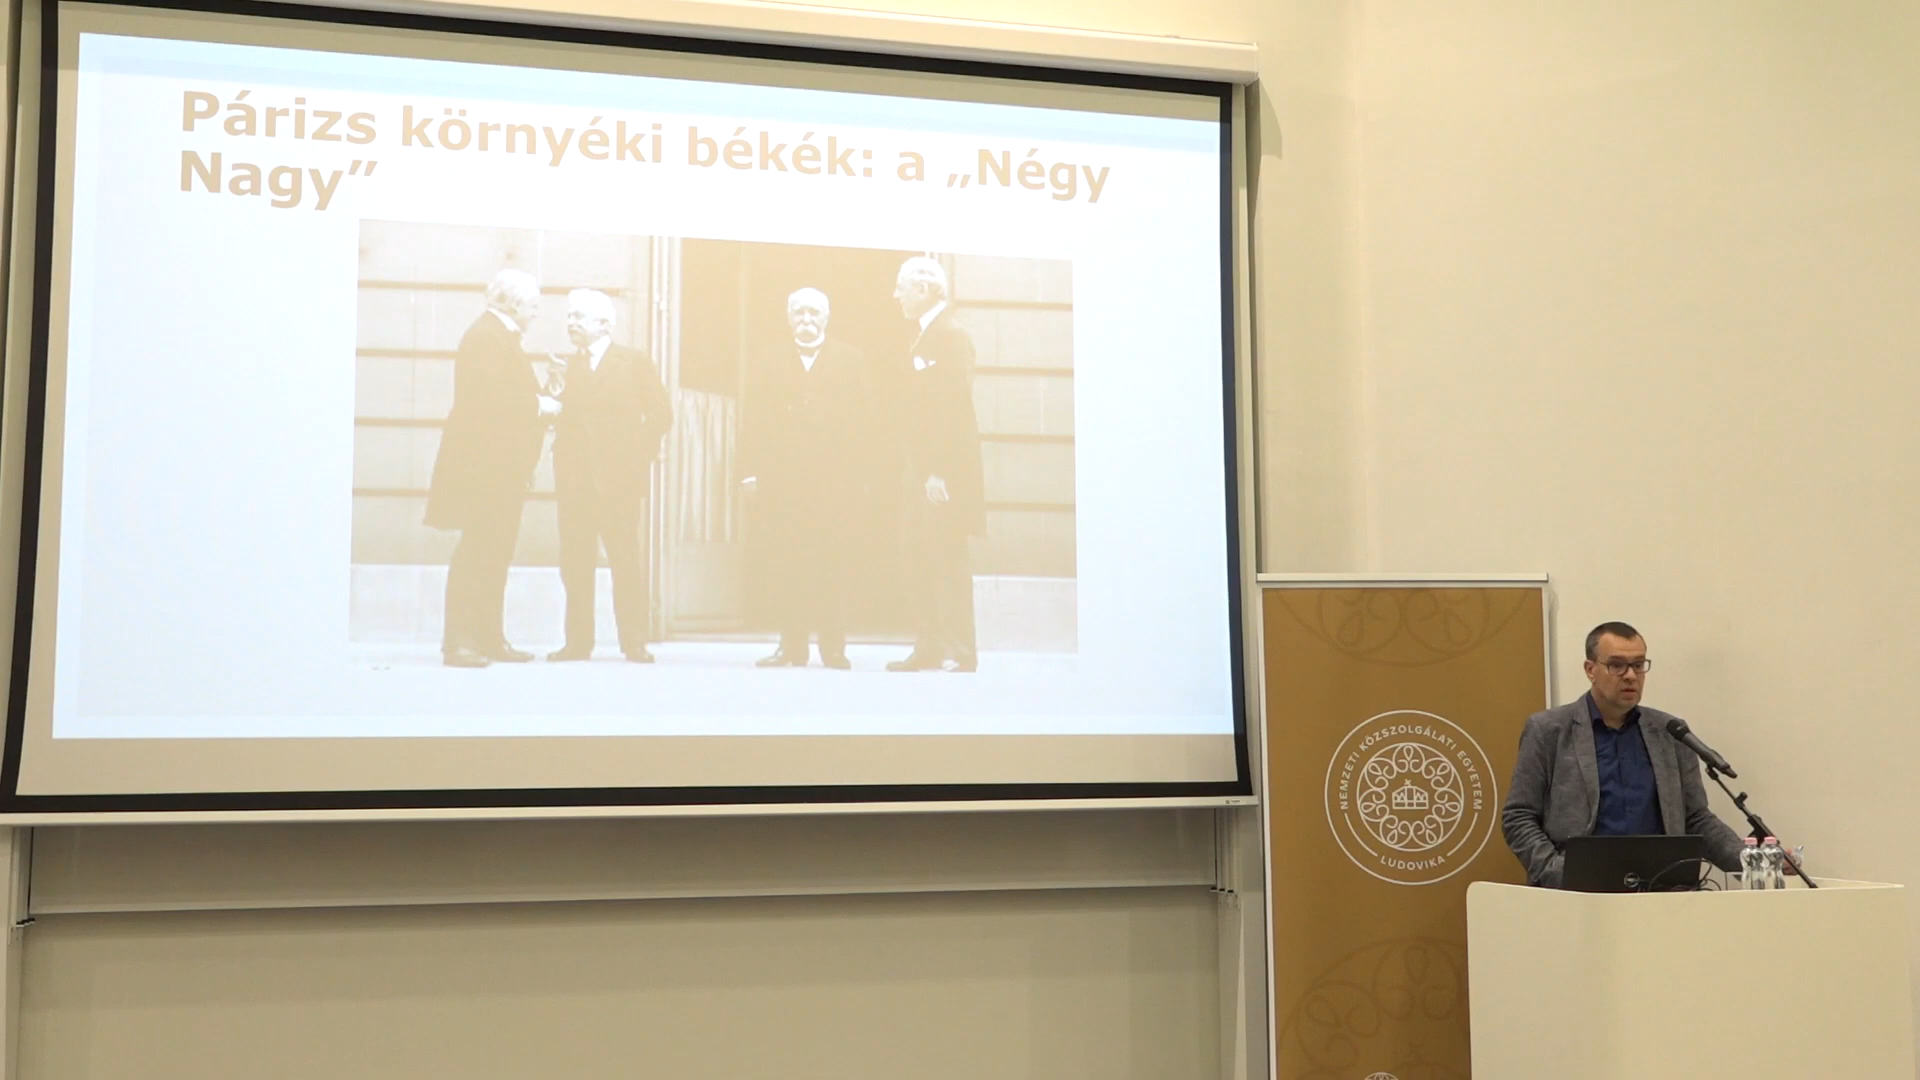 Párizs környéki békék: a „Négy
Nagy”
NEMZETI KÖZSZOLGÁLATI EGYETEM
LUDOVIKA